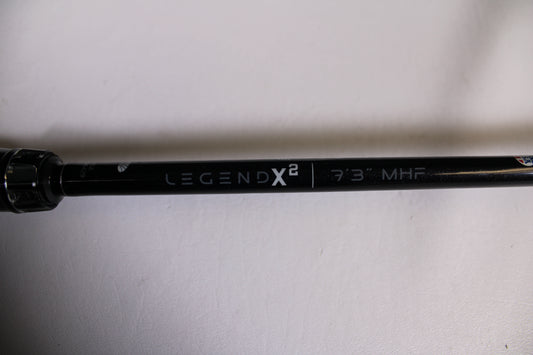 LEGEND X² | 7'3 MHF